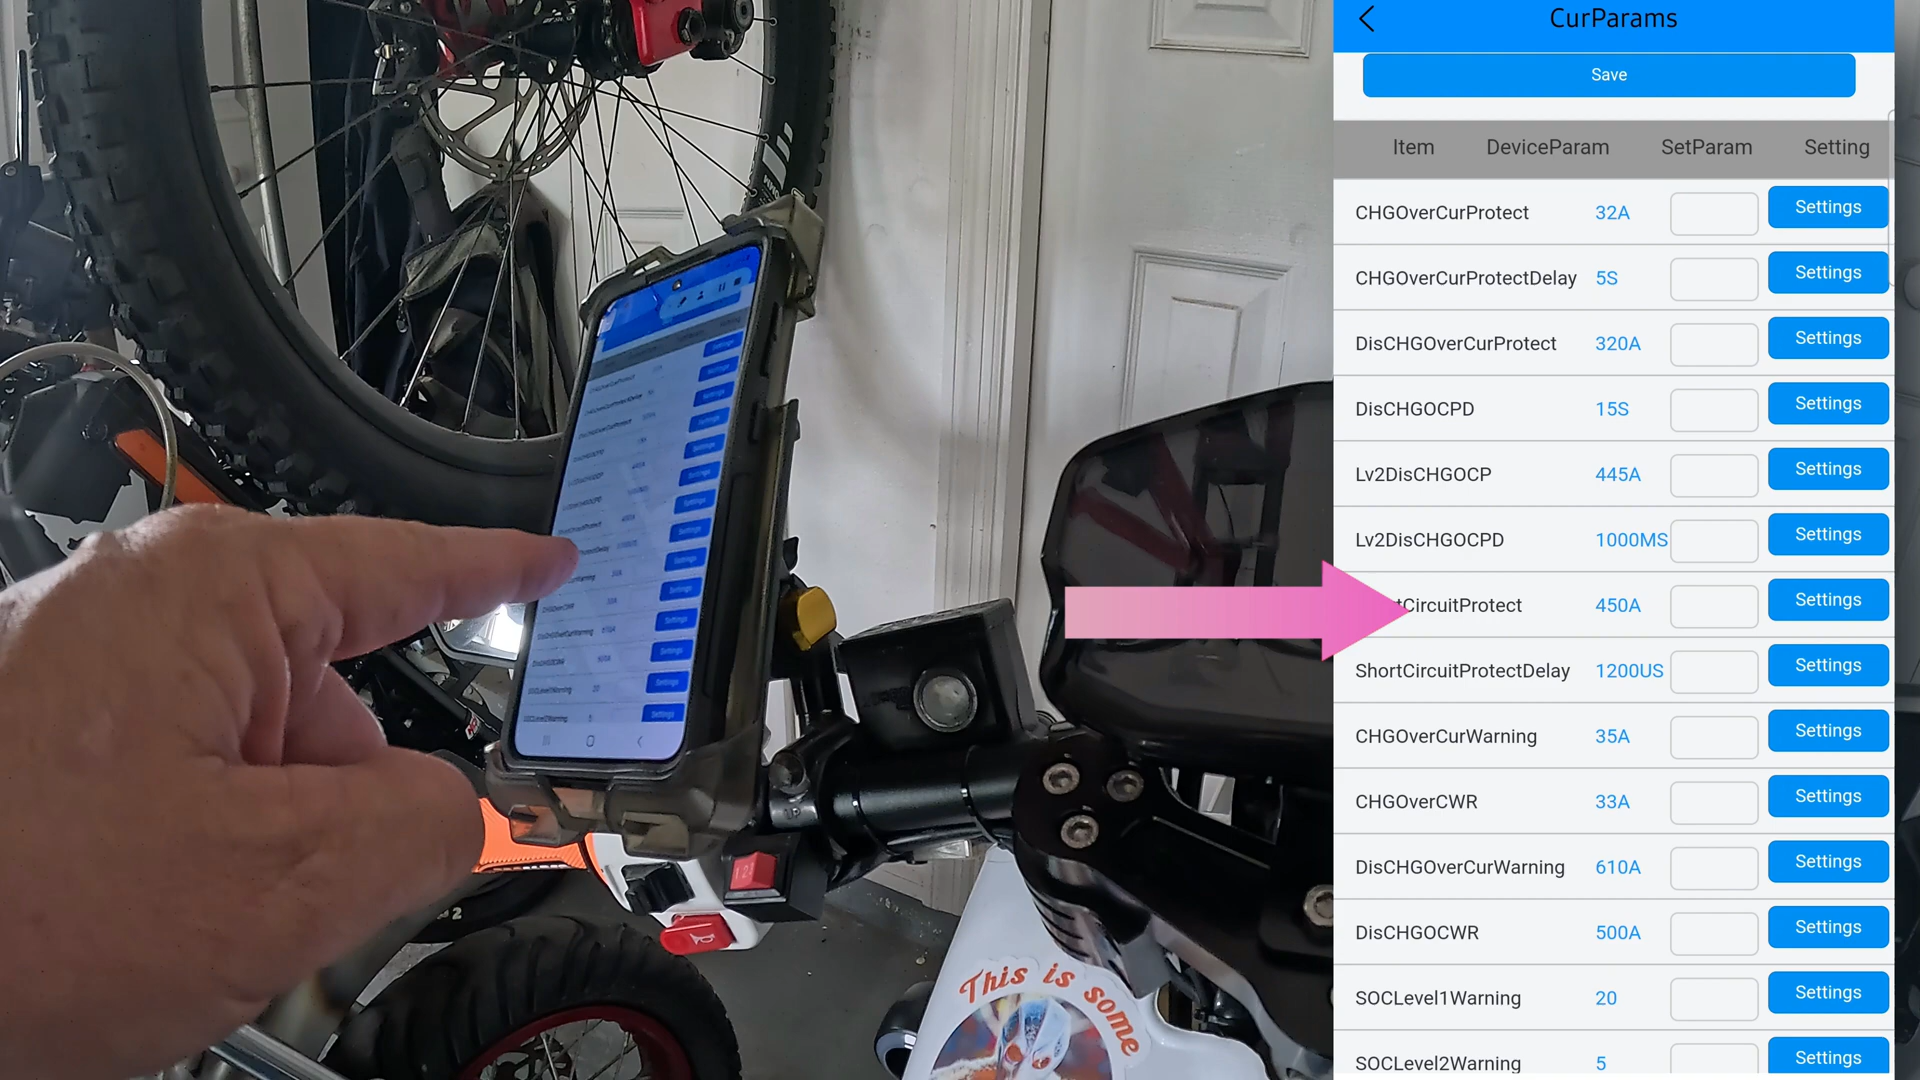 CurParams
Save
Item DeviceParam SetParam Setting
CHGOverCurProtect 32A Settings
CHGOverCurProtectDelay 5S Settings
DisCHGOverCurProtect 320A Settings
DisCHGOCPD 15S Settings
Lv2DisCHGOCP 445A Settings
Lv2DisCHGOCPD 1000MS Settings
tCircuitProtect 450A Settings
ShortCircuitProtectDelay 1200US Settings
CHGOverCurWarning 35A Settings
CHGOverCWR 33A Settings
DisCHGOverCurWarning 610A Settings
DisCHGOCWR 500A Settings
SOCLevel1Warning 20 Settings
SOCLevel2Warning 5 Settings
This is some